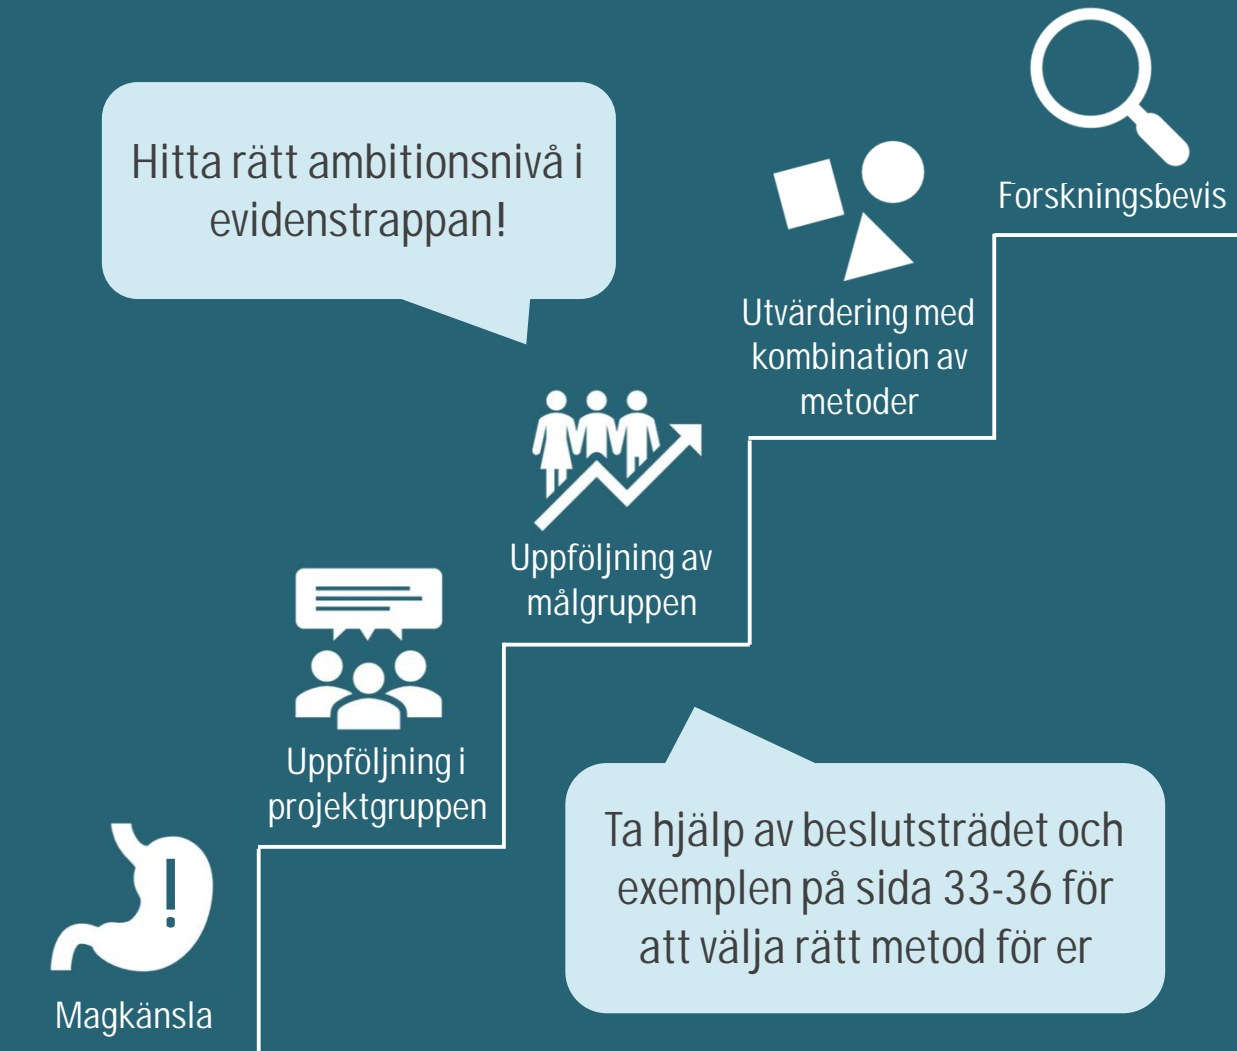 Hitta rätt ambitionsnivå i
evidenstrappan!
Forskningsbevis
Utvärdering med
kombination av
metoder
Uppföljning av
målgruppen
Uppföljning i
projektgruppen
!
Magkänsla
Ta hjälp av beslutsträdet och
exemplen på sida 33-36 för
att välja rätt metod för er